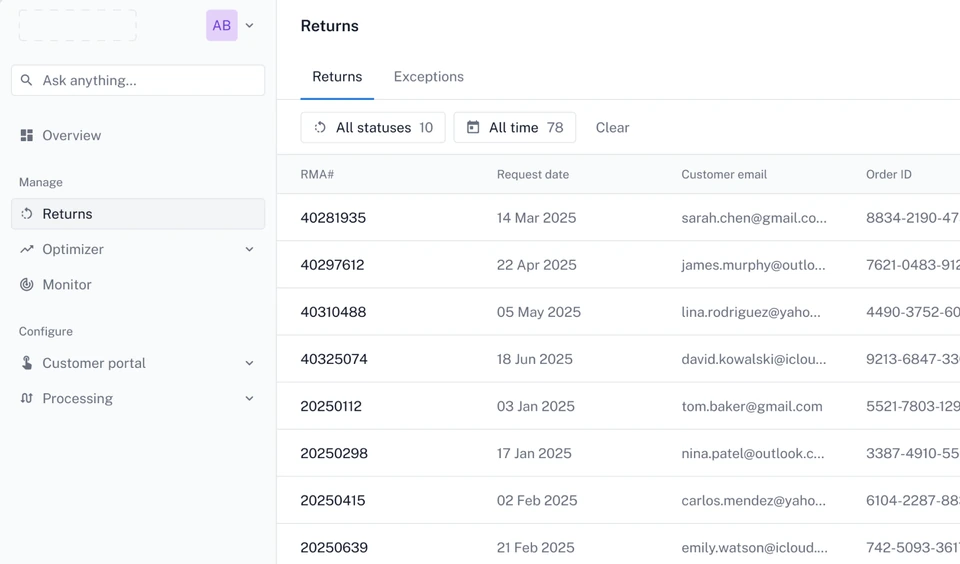 AB
Ask anything...
Overview
Manage
Returns
Optimizer
Monitor
Configure
Customer portal
Processing
Returns
Returns Exceptions
All statuses 10 All time 78 Clear
RMA# Request date Customer email Order ID
40281935 14 Mar 2025 sarah.chen@gmail.co... 8834-2190-47
40297612 22 Apr 2025 james.murphy@outlo... 7621-0483-912
40310488 05 May 2025 lina.rodriguez@yaho... 4490-3752-60
40325074 18 Jun 2025 david.kowalski@iclou... 9213-6847-33
20250112 03 Jan 2025 tom.baker@gmail.com 5521-7803-129
20250298 17 Jan 2025 nina.patel@outlook.c... 3387-4910-55
20250415 02 Feb 2025 carlos.mendez@yaho... 6104-2287-88
20250639 21 Feb 2025 emily.watson@icloud.... 742-5093-361